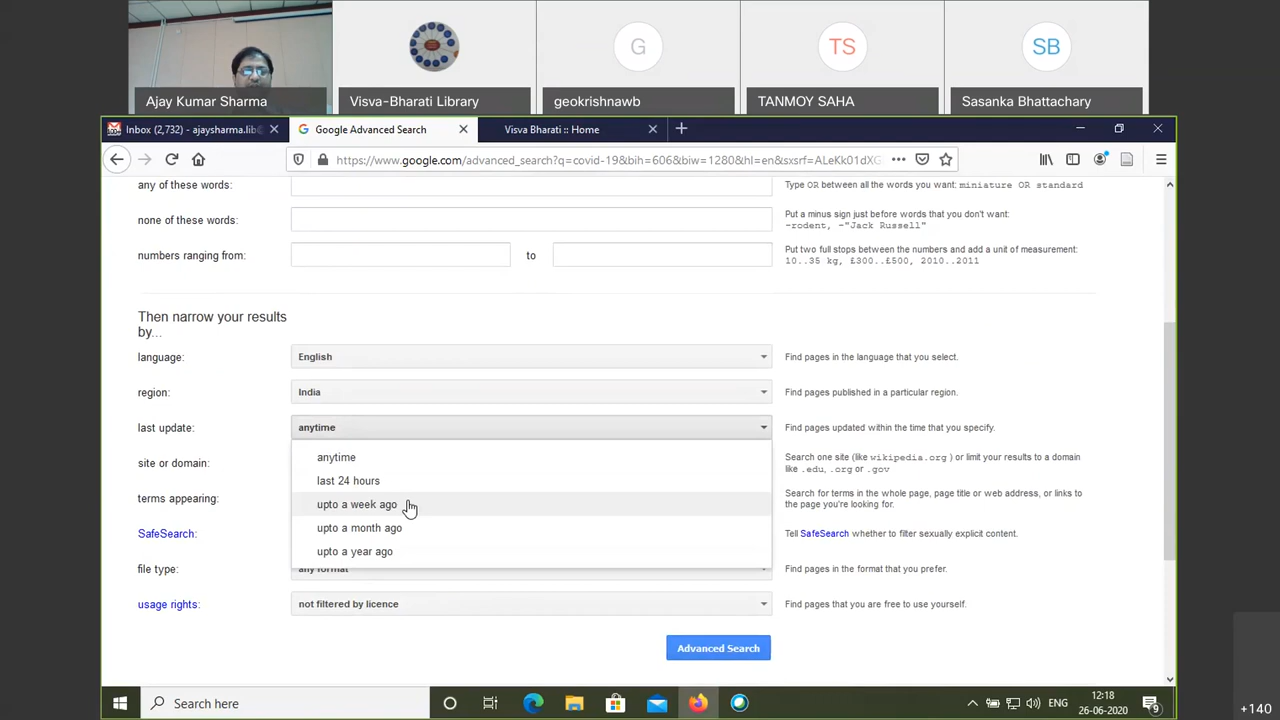 G
TS
SB
Ajay Kumar Sharma
Visva-Bharati Library
geokrishnawb
TANMOY SAHA
Sasanka Bhattachary
Inbox (2,732) - ajaysharma.lib@
Google Advanced Search
Visva Bharati :: Home
https://www.google.com/advanced_search?q=covid-19&bih=606&biw=1280&hl=en&sxsrf=ALeKk01dXG
any of these words:
Type OR between all the words you want: miniature OR standard
none of these words:
Put a minus sign just before words that you don't want:
-rodent, -"Jack Russell"
numbers ranging from:
to
Put two full stops between the numbers and add a unit of measurement:
10..35 kg, £300..£500, 2010..2011
Then narrow your results
by...
language:
English
Find pages in the language that you select.
region:
India
Find pages published in a particular region.
last update:
anytime
Find pages updated within the time that you specify.
anytime
site or domain:
Search one site (like wikipedia.org ) or limit your results to a domain
like .edu, .org or .gov
last 24 hours
terms appearing:
upto a week ago
Search for terms in the whole page, page title or web address, or links to
the page you're looking for.
upto a month ago
SafeSearch:
Tell SafeSearch whether to filter sexually explicit content.
upto a year ago
file type:
any format
Find pages in the format that you prefer.
usage rights:
not filtered by licence
Find pages that you are free to use yourself.
Advanced Search
Search here
ENG
12:18
26-06-2020
9
+140